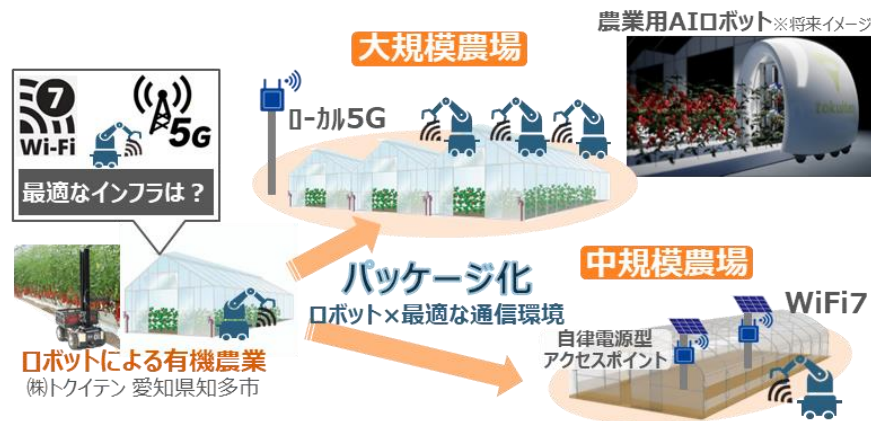 農業用AIロボット※将来イメージ
大規模農場
7
Wi-Fi
5G
最適なインフラは?
ローカル5G
パッケージ化
ロボット×最適な通信環境
中規模農場
WiFi7
自律電源型
アクセスポイント
ロボットによる有機農業
㈱トクイテン 愛知県知多市